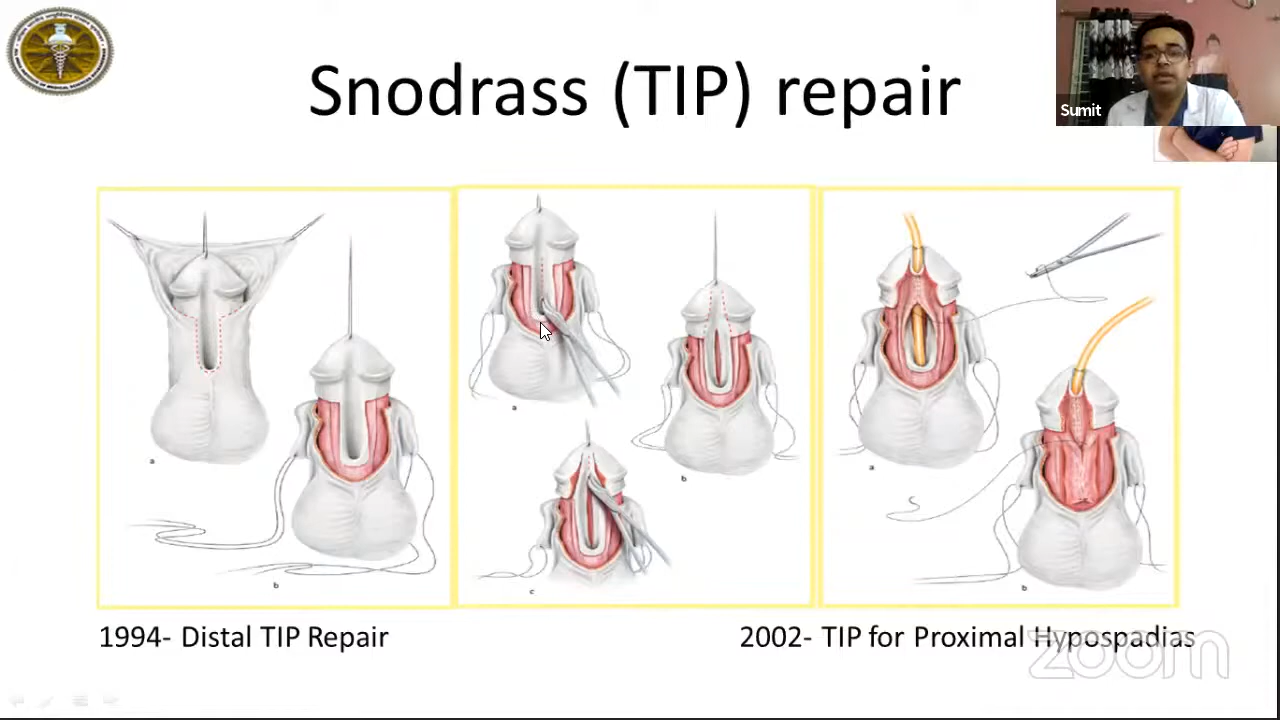 Snodrass (TIP) repair
Sumit
a
b
a
b
c
a
b
1994- Distal TIP Repair
2002- TIP for Proximal Hypospadias
zoom